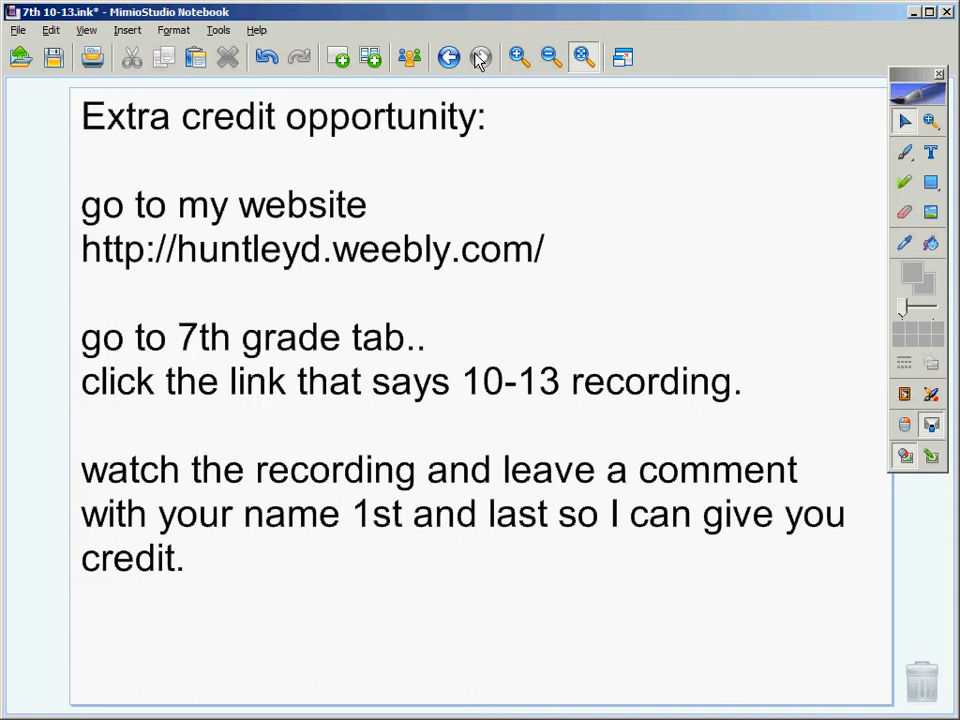 7th 10-13.ink* - MimioStudio Notebook
File Edit View Insert Format Tools Help
Extra credit opportunity:
go to my website
http://huntleyd.weebly.com/
go to 7th grade tab..
click the link that says 10-13 recording.
watch the recording and leave a comment
with your name 1st and last so I can give you
credit.
T